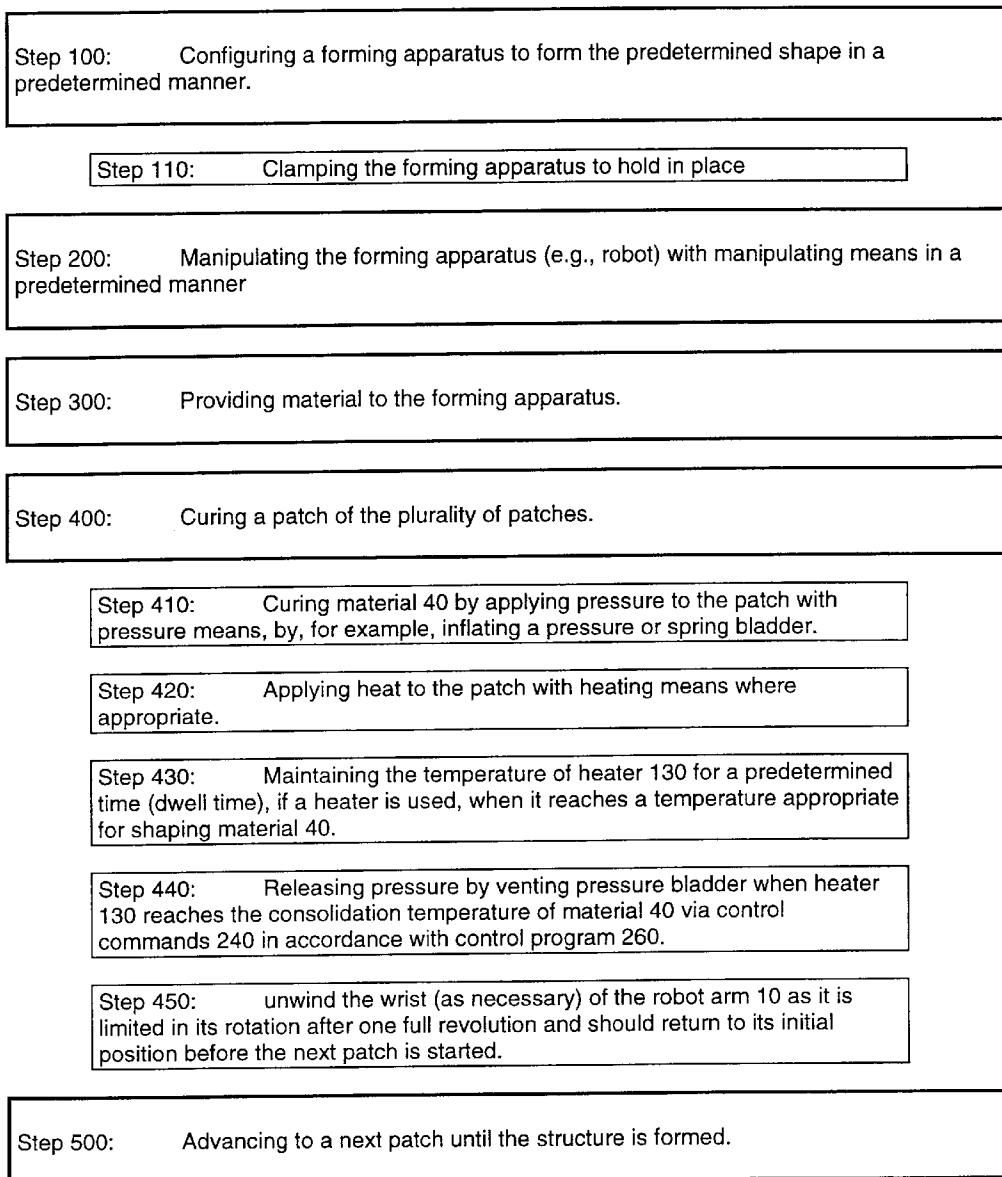 Step 100: Configuring a forming apparatus to form the predetermined shape in a
predetermined manner.
Step 110: Clamping the forming apparatus to hold in place
Step 200: Manipulating the forming apparatus (e.g., robot) with manipulating means in a
predetermined manner
Step 300: Providing material to the forming apparatus.
Step 400: Curing a patch of the plurality of patches.
Step 410: Curing material 40 by applying pressure to the patch with
pressure means, by, for example, inflating a pressure or spring bladder.
Step 420: Applying heat to the patch with heating means where
appropriate.
Step 430: Maintaining the temperature of heater 130 for a predetermined
time (dwell time), if a heater is used, when it reaches a temperature appropriate
for shaping material 40.
Step 440: Releasing pressure by venting pressure bladder when heater
130 reaches the consolidation temperature of material 40 via control
commands 240 in accordance with control program 260.
Step 450: unwind the wrist (as necessary) of the robot arm 10 as it is
limited in its rotation after one full revolution and should return to its initial
position before the next patch is started.
Step 500: Advancing to a next patch until the structure is formed.